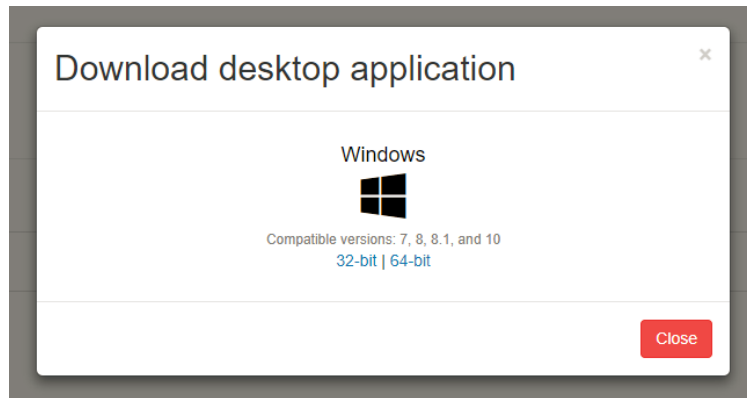 Download desktop application
×
Windows
Compatible versions: 7, 8, 8.1, and 10
32-bit | 64-bit
Close